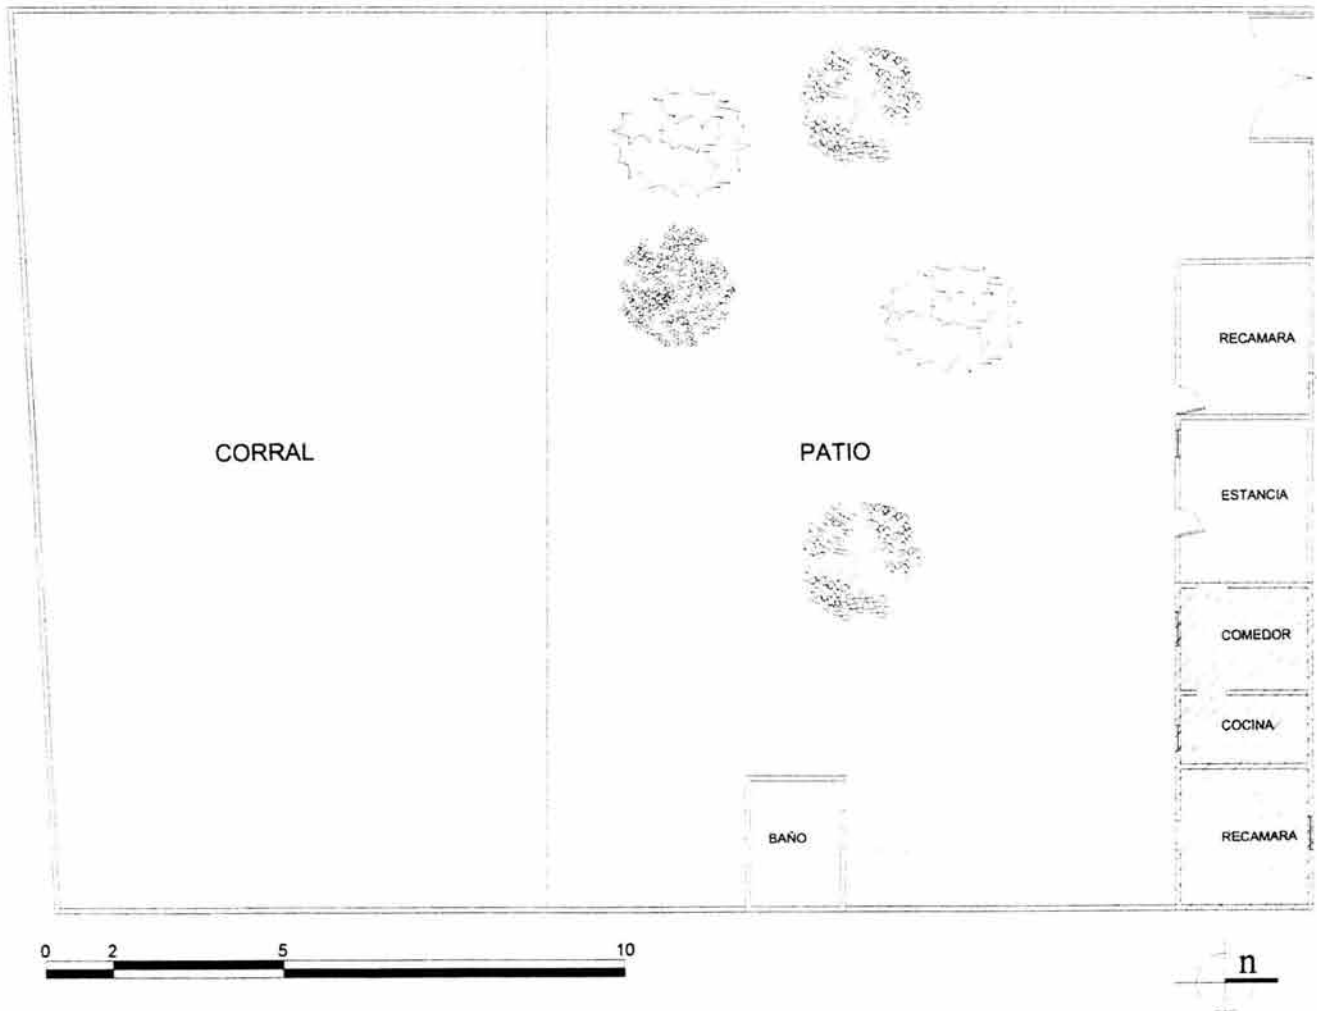 RECAMARA
CORRAL
PATIO
ESTANCIA
COMEDOR
COCINA
BAÑO
RECAMARA
0 2 5 10
n